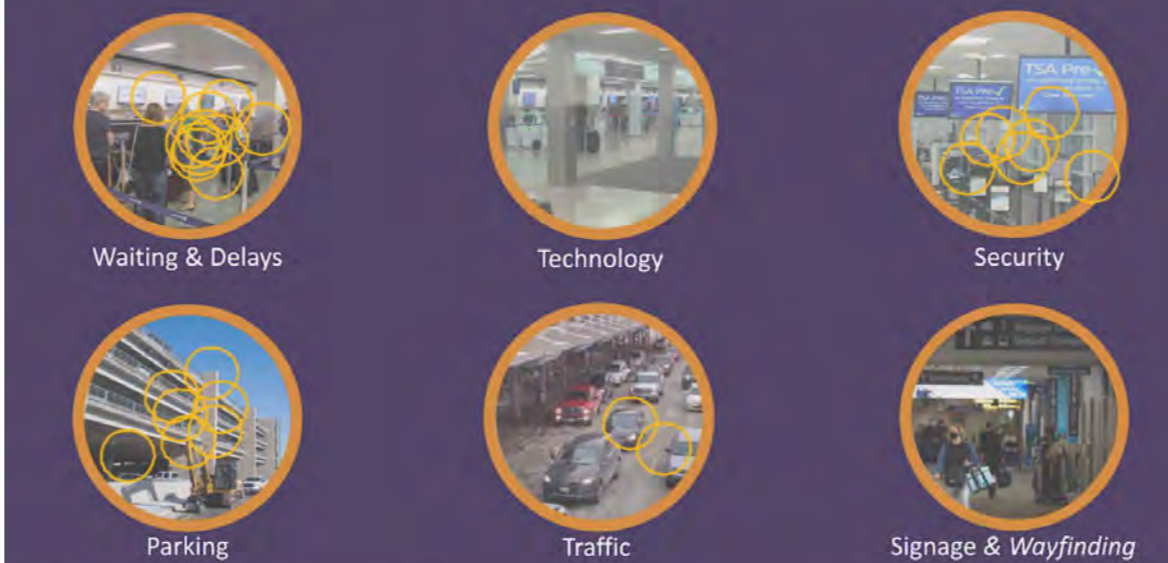 TSA Pre✓
TSA Pre✓
TSA Pre✓
Waiting & Delays
Technology
Security
Parking
Traffic
Signage & Wayfinding